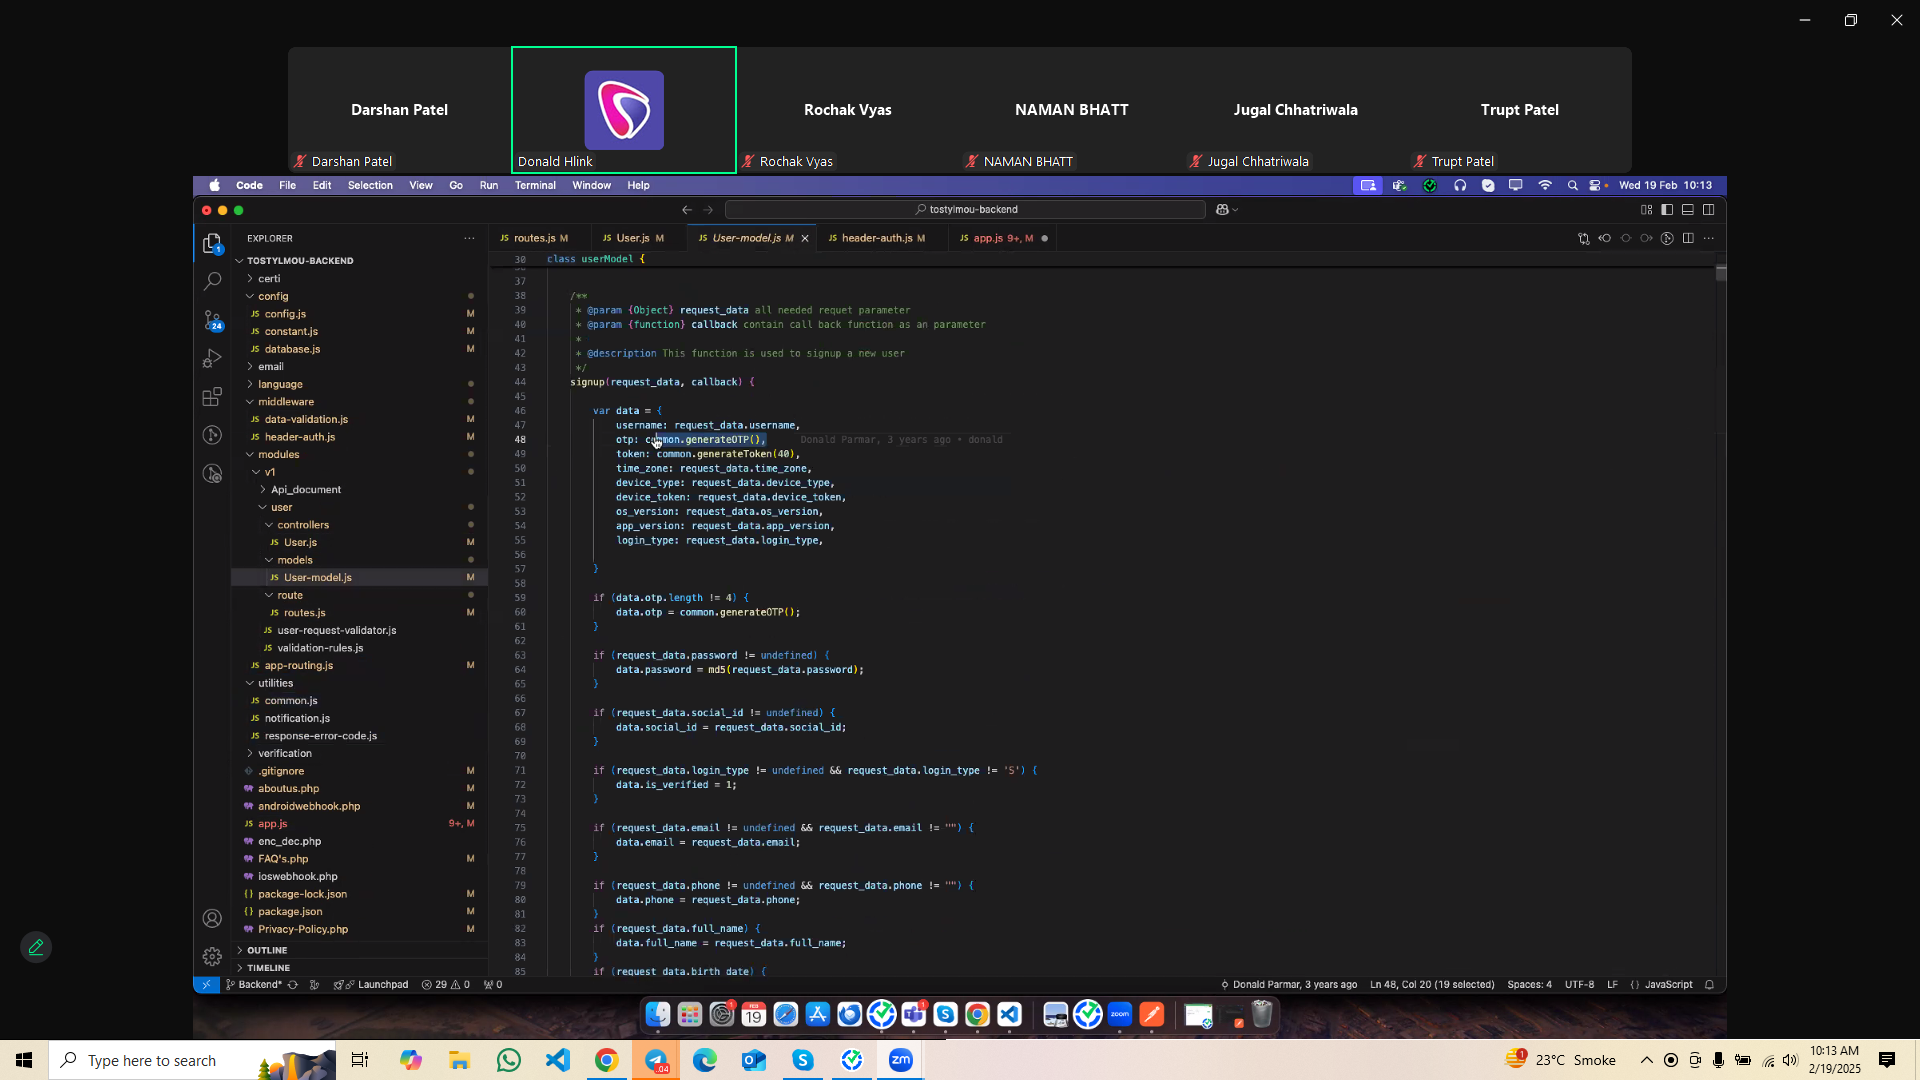 Darshan Patel
Rochak Vyas
NAMAN BHATT
Jugal Chhatriwala
Trupt Patel
Darshan Patel
Donald Hlink
Rochak Vyas
NAMAN BHATT
Jugal Chhatriwala
Trupt Patel
Code File Edit Selection View Go Run Terminal Window Help
Wed 19 Feb 10:13
tostyimou-backend
EXPLORER
routes.js M
User.js M
User-model.js M
header-auth.js M
app.js 9+, M
TOSTYLMOU-BACKEND
certi
config
config.js M
constant.js M
database.js M
email
language
middleware
data-validation.js M
header-auth.js M
modules
v1
Api_document
user
controllers
User.js M
models
User-model.js M
route
routes.js M
user-request-validator.js
validation-rules.js
app-routing.js M
utilities
common.js
notification.js
response-error-code.js
verification
.gitignore M
aboutus.php M
androidwebhook.php M
app.js 9+, M
enc_dec.php
FAQ's.php M
ioswebhook.php
package-lock.json M
package.json M
Privacy-Policy.php M
OUTLINE
TIMELINE
1
24
30 class userModel {
37
38 /**
39 * @param {Object} request_data all needed requet parameter
40 * @param {function} callback contain call back function as an parameter
41 *
42 * @description This function is used to signup a new user
43 */
44 signup(request_data, callback) {
45
46 var data = {
47 username: request_data.username,
48 otp: common.generateOTP(), Donald Parmar, 3 years ago • donald
49 token: common.generateToken(40),
50 time_zone: request_data.time_zone,
51 device_type: request_data.device_type,
52 device_token: request_data.device_token,
53 os_version: request_data.os_version,
54 app_version: request_data.app_version,
55 login_type: request_data.login_type,
56
57 }
58
59 if (data.otp.length != 4) {
60 data.otp = common.generateOTP();
61 }
62
63 if (request_data.password != undefined) {
64 data.password = md5(request_data.password);
65 }
66
67 if (request_data.social_id != undefined) {
68 data.social_id = request_data.social_id;
69 }
70
71 if (request_data.login_type != undefined && request_data.login_type != 'S') {
72 data.is_verified = 1;
73 }
74
75 if (request_data.email != undefined && request_data.email != "") {
76 data.email = request_data.email;
77 }
78
79 if (request_data.phone != undefined && request_data.phone != "") {
80 data.phone = request_data.phone;
81 }
82 if (request_data.full_name) {
83 data.full_name = request_data.full_name;
84 }
85 if (request_data.birth_date) {
Backend* Launchpad 29 0 0
Donald Parmar, 3 years ago Ln 48, Col 20 (19 selected) Spaces: 4 UTF-8 LF {} JavaScript
FEB
19
zoom
Type here to search
.04
zm
1
23°C Smoke
10:13 AM
2/19/2025